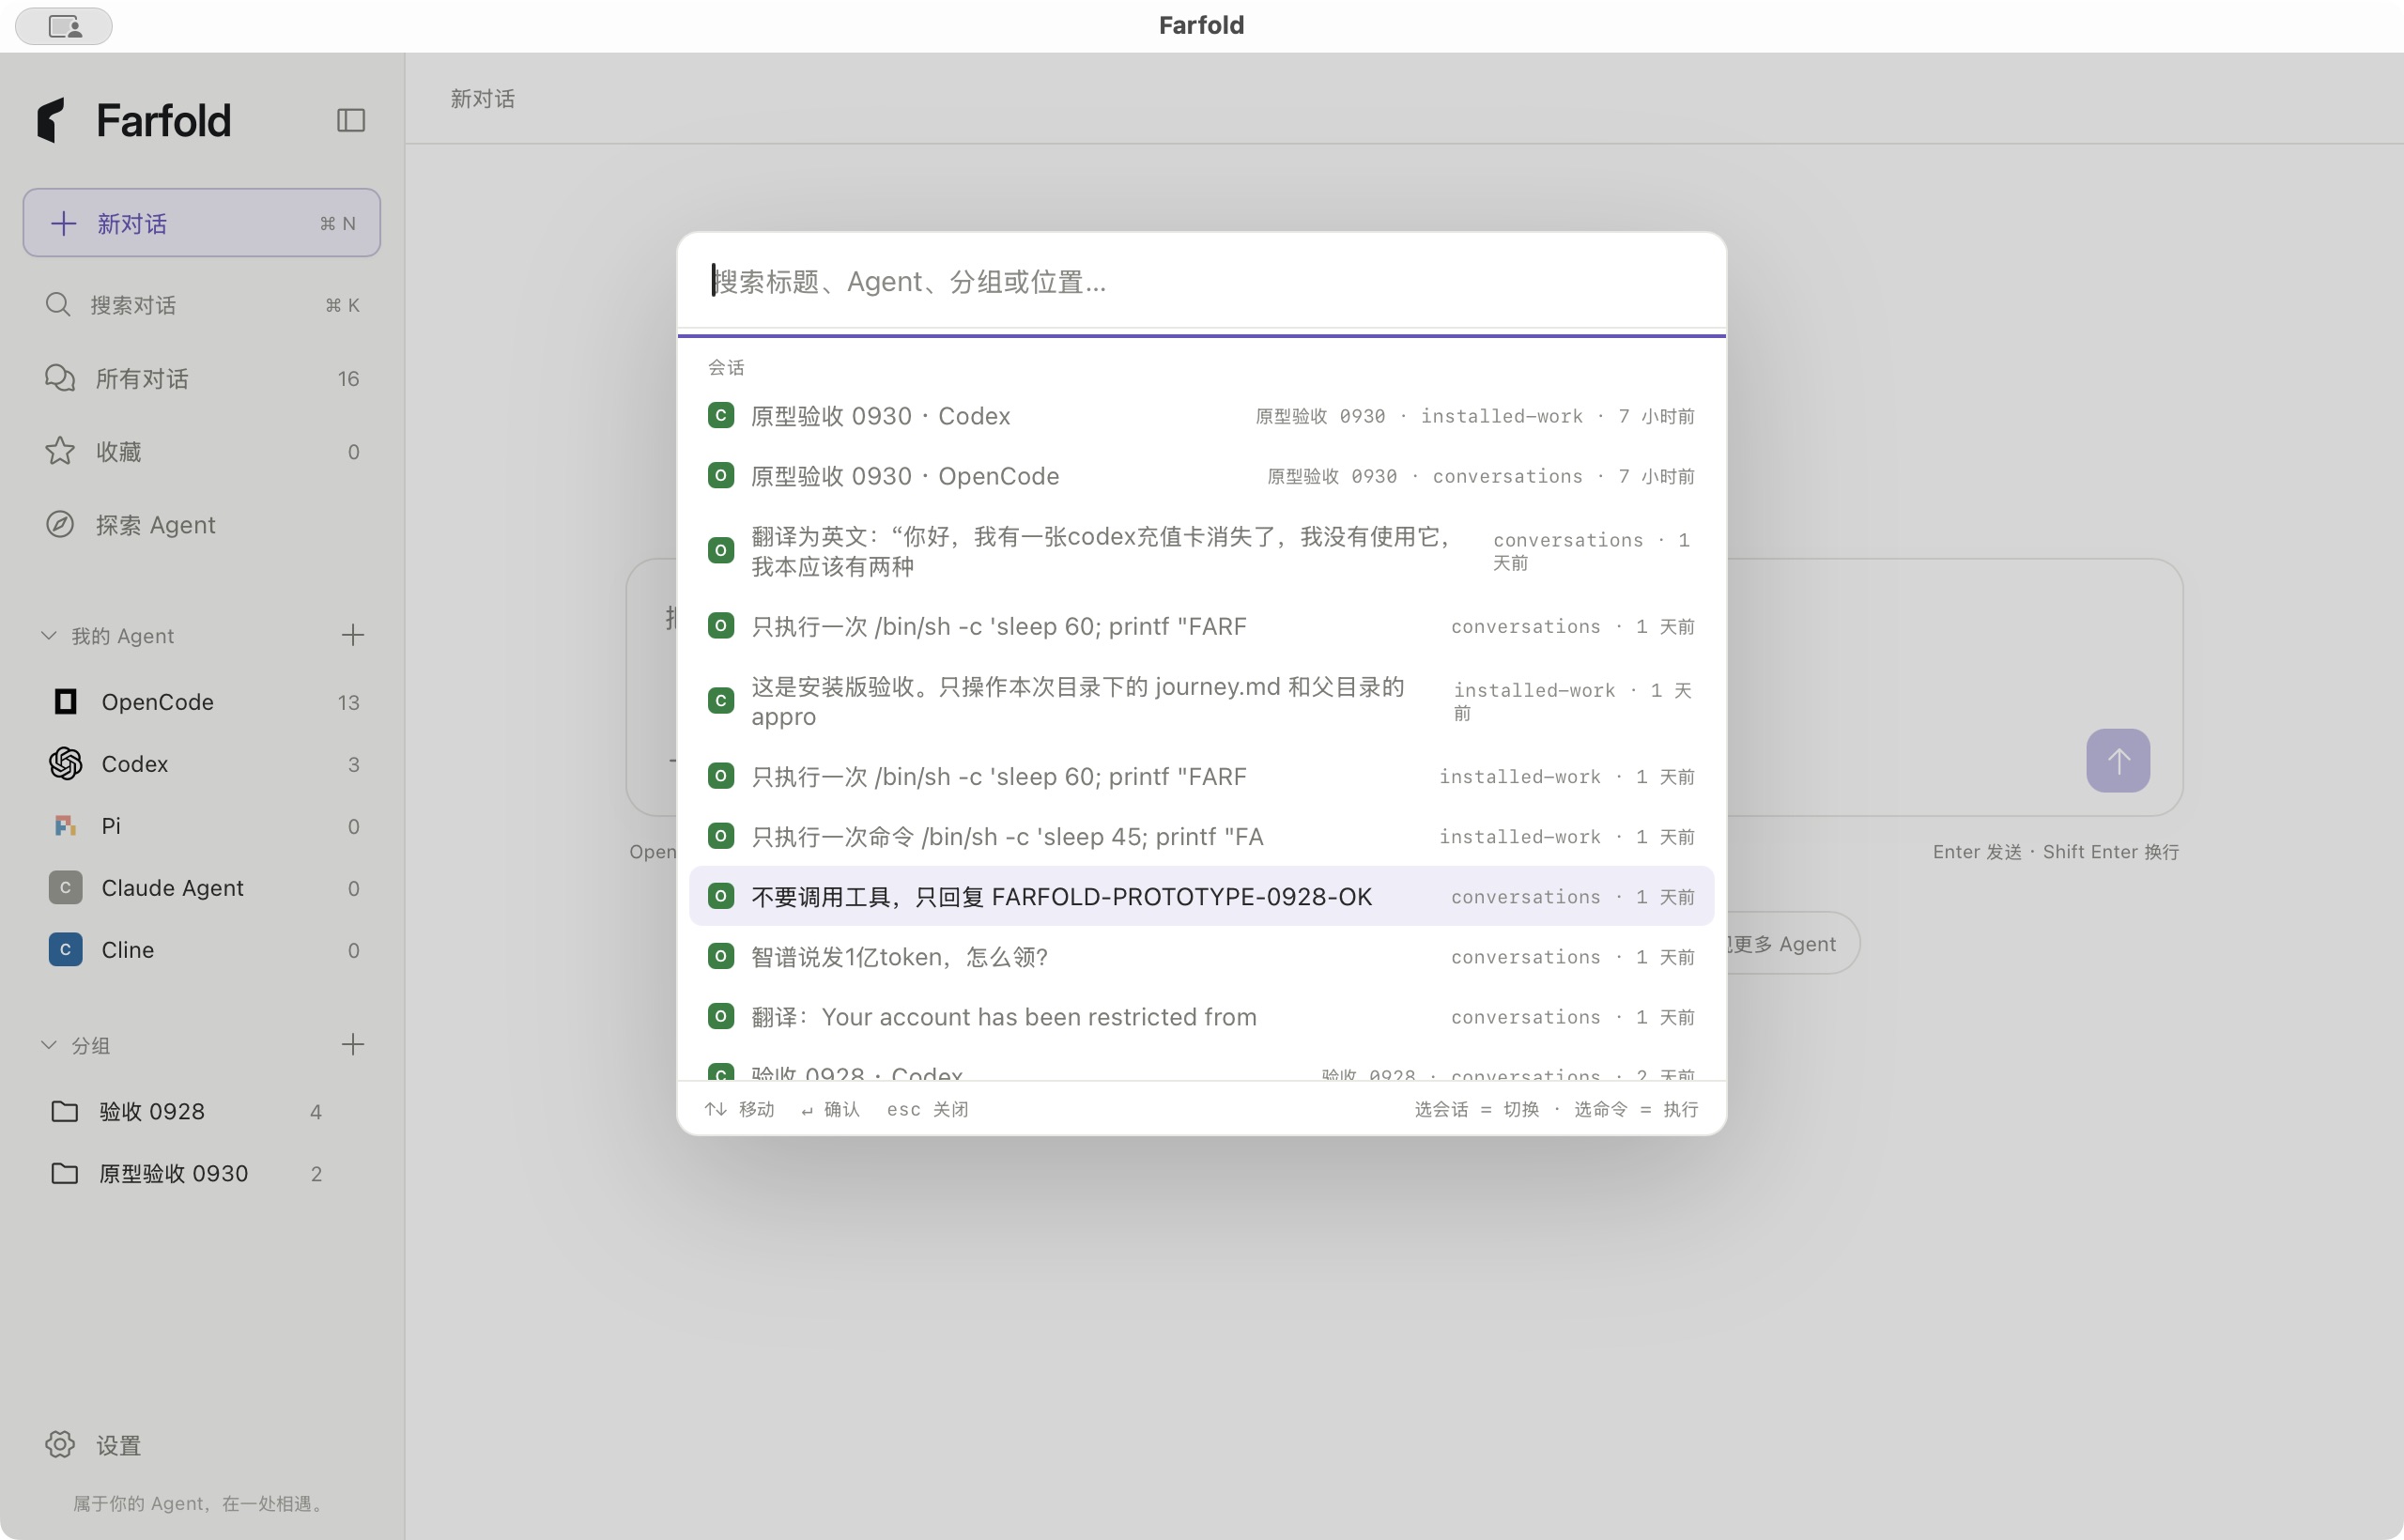 Farfold
Farfold
新对话 ⌘ N
搜索对话 ⌘ K
所有对话 16
收藏 0
探索 Agent
我的 Agent
OpenCode 13
Codex 3
Pi 0
C Claude Agent 0
C Cline 0
分组
验收 0928 4
原型验收 0930 2
设置
属于你的 Agent，在一处相遇。
新对话
搜索标题、Agent、分组或位置...
会话
C 原型验收 0930 · Codex 原型验收 0930 · installed-work · 7 小时前
O 原型验收 0930 · OpenCode 原型验收 0930 · conversations · 7 小时前
O 翻译为英文：“你好，我有一张codex充值卡消失了，我没有使用它，
我本应该有两种
conversations · 1
天前
O 只执行一次 /bin/sh -c 'sleep 60; printf "FARF conversations · 1 天前
C 这是安装版验收。只操作本次目录下的 journey.md 和父目录的
appro
installed-work · 1 天
前
O 只执行一次 /bin/sh -c 'sleep 60; printf "FARF installed-work · 1 天前
O 只执行一次命令 /bin/sh -c 'sleep 45; printf "FA installed-work · 1 天前
O 不要调用工具，只回复 FARFOLD-PROTOTYPE-0928-OK conversations · 1 天前
O 智谱说发1亿token，怎么领？ conversations · 1 天前
O 翻译：Your account has been restricted from conversations · 1 天前
C 验收 0928 · Codex 验收 0928 · conversations · 2 天前
↑↓ 移动 ↵ 确认 esc 关闭 选会话 = 切换 · 选命令 = 执行
Open
Enter 发送 · Shift Enter 换行
更多 Agent